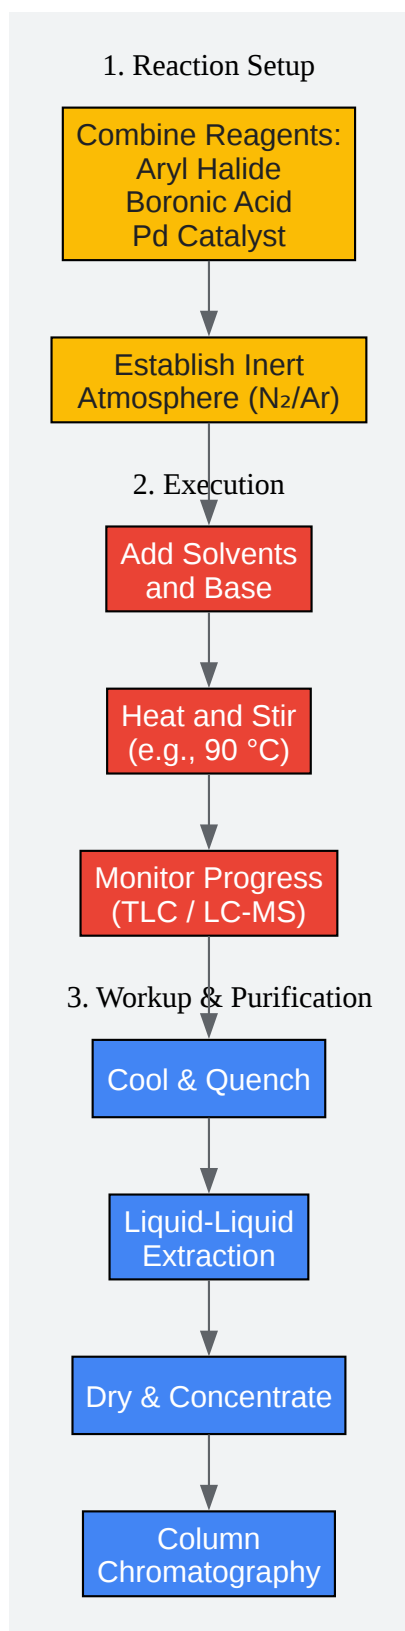 1. Reaction Setup
Combine Reagents:
Aryl Halide
Boronic Acid
Pd Catalyst
Establish Inert
Atmosphere (N₂/Ar)
2. Execution
Add Solvents
and Base
Heat and Stir
(e.g., 90 °C)
Monitor Progress
(TLC / LC-MS)
3. Workup & Purification
Cool & Quench
Liquid-Liquid
Extraction
Dry & Concentrate
Column
Chromatography